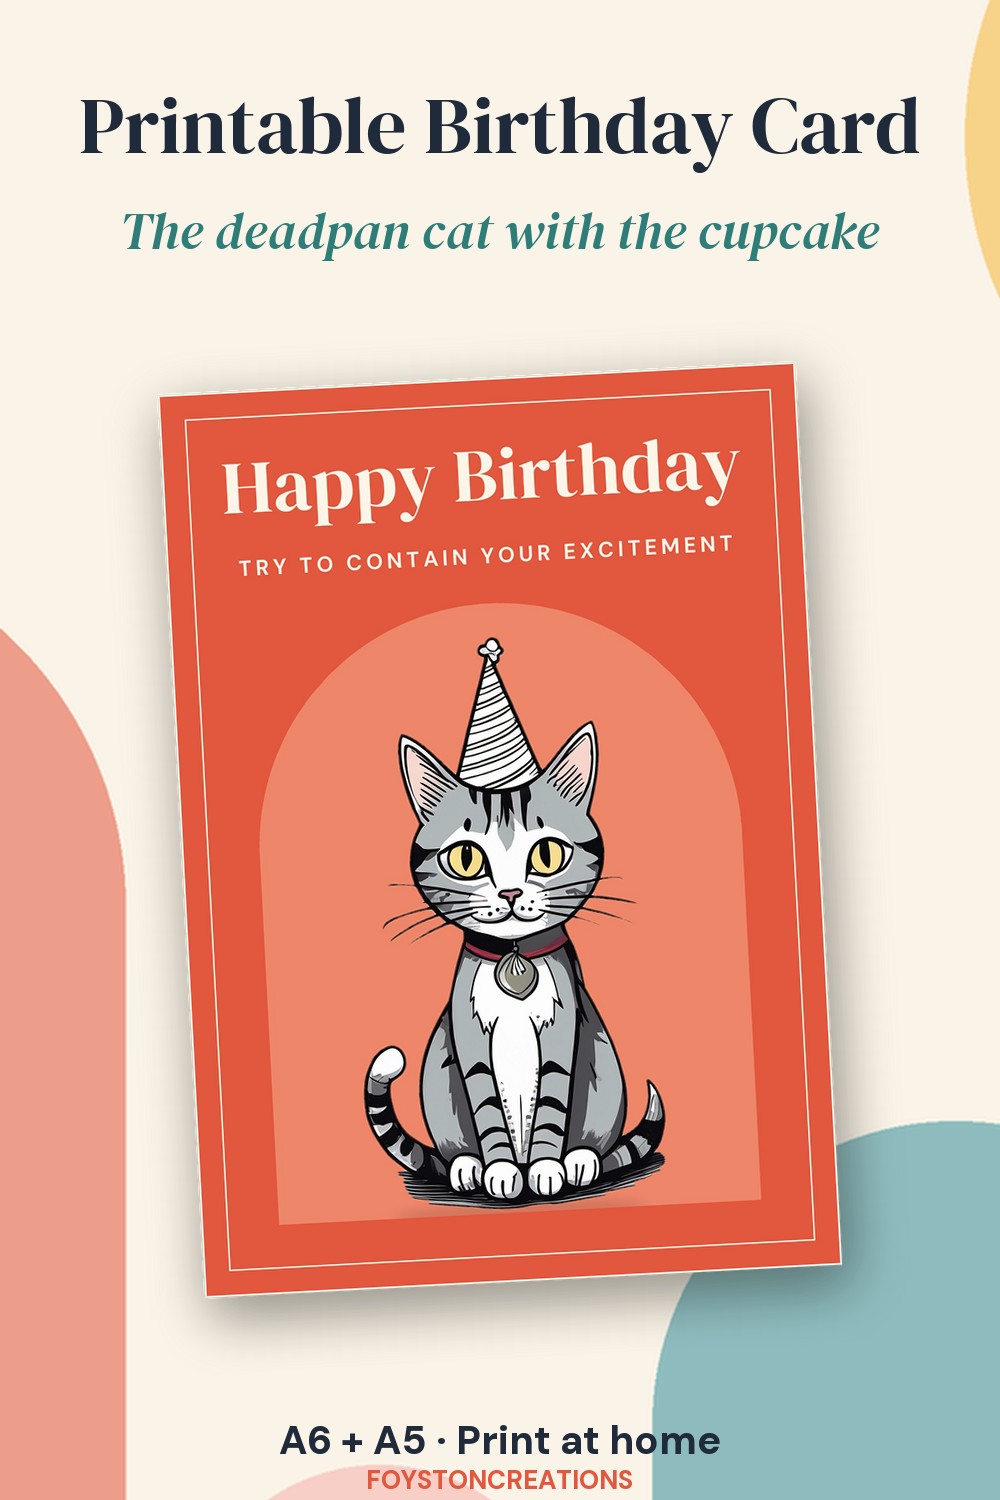 Printable Birthday Card
The deadpan cat with the cupcake
Happy Birthday
TRY TO CONTAIN YOUR EXCITEMENT
A6 + A5 · Print at home
FOYSTONCREATIONS